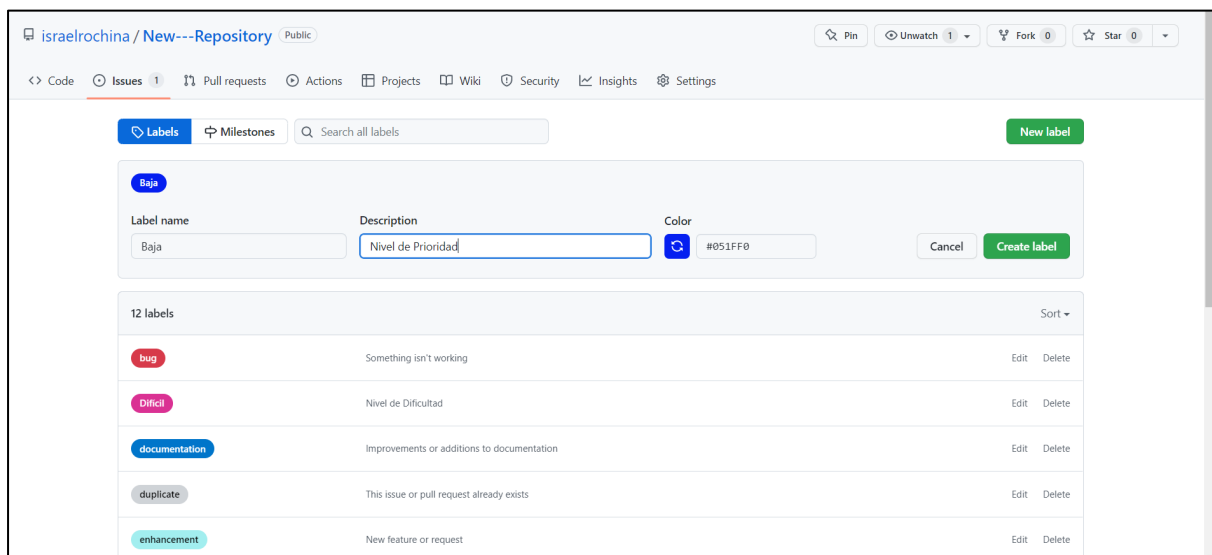 israelrochina / New---Repository Public Pin Unwatch 1 Fork 0 Star 0
Code Issues 1 Pull requests Actions Projects Wiki Security Insights Settings
Labels Milestones Search all labels New label
Baja
Label name Description Color
Baja Nivel de Prioridad #051FF0 Cancel Create label
12 labels Sort
bug Something isn't working Edit Delete
Difícil Nivel de Dificultad Edit Delete
documentation Improvements or additions to documentation Edit Delete
duplicate This issue or pull request already exists Edit Delete
enhancement New feature or request Edit Delete